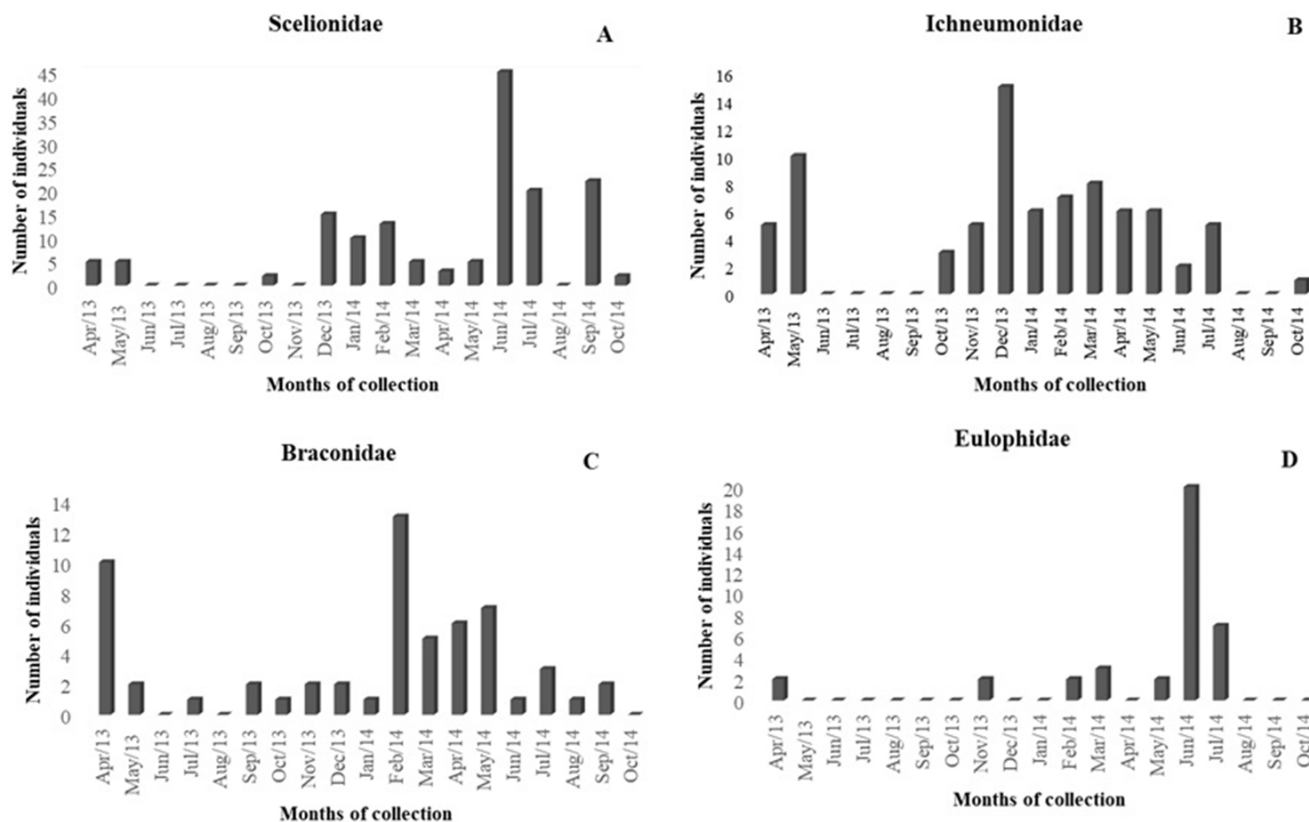 Scelionidae
A
Number of individuals
45
40
35
30
25
20
15
10
5
0
Apr/13
May/13
Jun/13
Jul/13
Aug/13
Sep/13
Oct/13
Nov/13
Dec/13
Jan/14
Feb/14
Mar/14
Apr/14
May/14
Jun/14
Jul/14
Aug/14
Sep/14
Oct/14
Months of collection
Ichneumonidae
B
Number of individuals
16
14
12
10
8
6
4
2
0
Apr/13
May/13
Jun/13
Jul/13
Aug/13
Sep/13
Oct/13
Nov/13
Dec/13
Jan/14
Feb/14
Mar/14
Apr/14
May/14
Jun/14
Jul/14
Aug/14
Sep/14
Oct/14
Months of collection
Braconidae
C
Number of individuals
14
12
10
8
6
4
2
0
Apr/13
May/13
Jun/13
Jul/13
Aug/13
Sep/13
Oct/13
Nov/13
Dec/13
Jan/14
Feb/14
Mar/14
Apr/14
May/14
Jun/14
Jul/14
Aug/14
Sep/14
Oct/14
Months of collection
Eulophidae
D
Number of individuals
20
18
16
14
12
10
8
6
4
2
0
Apr/13
May/13
Jun/13
Jul/13
Aug/13
Sep/13
Oct/13
Nov/13
Dec/13
Jan/14
Feb/14
Mar/14
Apr/14
May/14
Jun/14
Jul/14
Aug/14
Sep/14
Oct/14
Months of collection